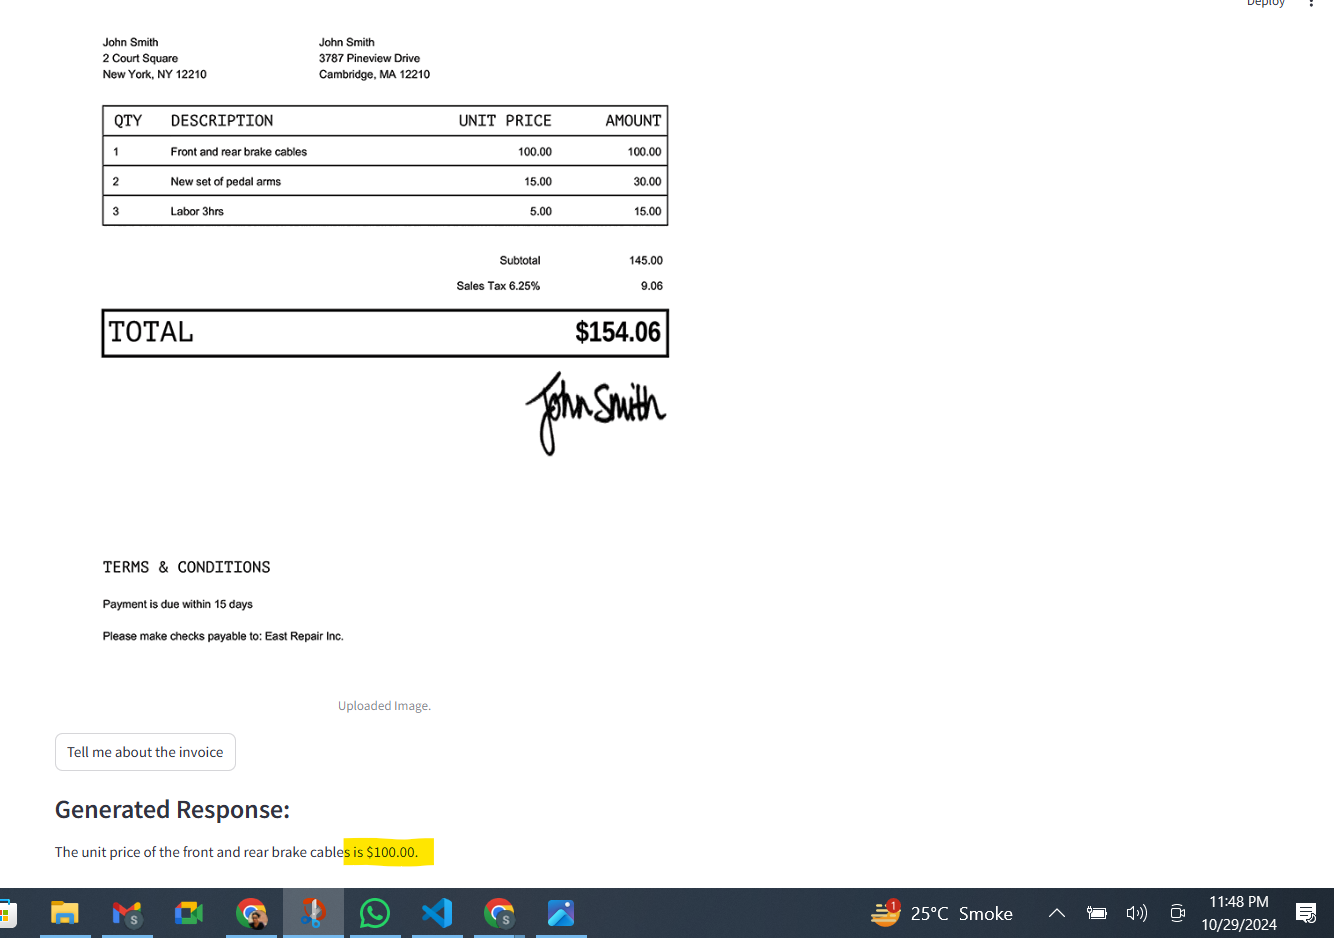 Deploy
John Smith John Smith
2 Court Square 3787 Pineview Drive
New York, NY 12210 Cambridge, MA 12210
QTY DESCRIPTION UNIT PRICE AMOUNT
1 Front and rear brake cables 100.00 100.00
2 New set of pedal arms 15.00 30.00
3 Labor 3hrs 5.00 15.00
Subtotal 145.00
Sales Tax 6.25% 9.06
TOTAL $154.06
John Smith
TERMS & CONDITIONS
Payment is due within 15 days
Please make checks payable to: East Repair Inc.
Uploaded Image.
Tell me about the invoice
Generated Response:
The unit price of the front and rear brake cables is $100.00.
S S 1 25°C Smoke 11:48 PM
10/29/2024 5